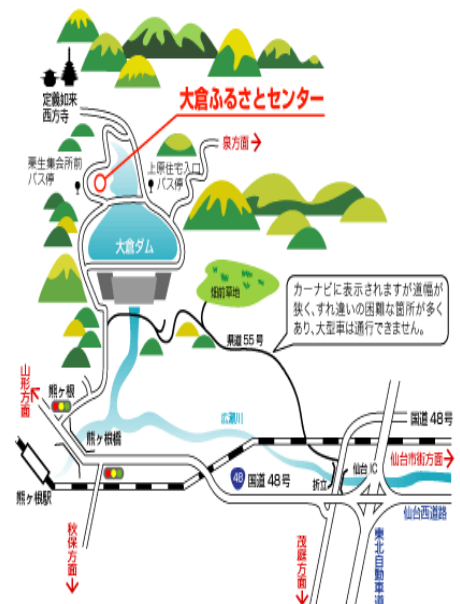 定義如来
西方寺
大倉ふるさとセンター
泉方面
栗生集会所前
バス停
上原住宅入口
バス停
大倉ダム
畑前草地
カーナビに表示されますが道幅が
狭く、すれ違いの困難な箇所が多く
あり、大型車は通行できません。
県道55号
山形方面
熊ヶ根
広瀬川
国道48号
熊ヶ根橋
仙台市街方面
仙台IC
48 国道48号
折立
熊ヶ根駅
仙台西道路
秋保方面
茂庭方面
東北自動車道